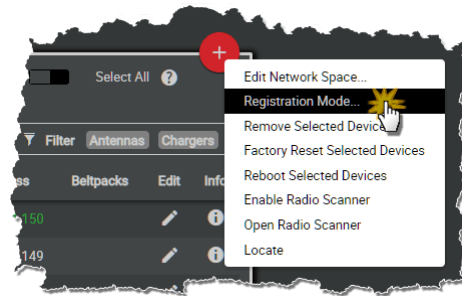 Select All ?
Edit Network Space...
Registration Mode...
Filter Antennas Chargers
Remove Selected Devices
Factory Reset Selected Devices
Beltpacks Edit
Reboot Selected Devices
Enable Radio Scanner
150
Open Radio Scanner
149
Locate